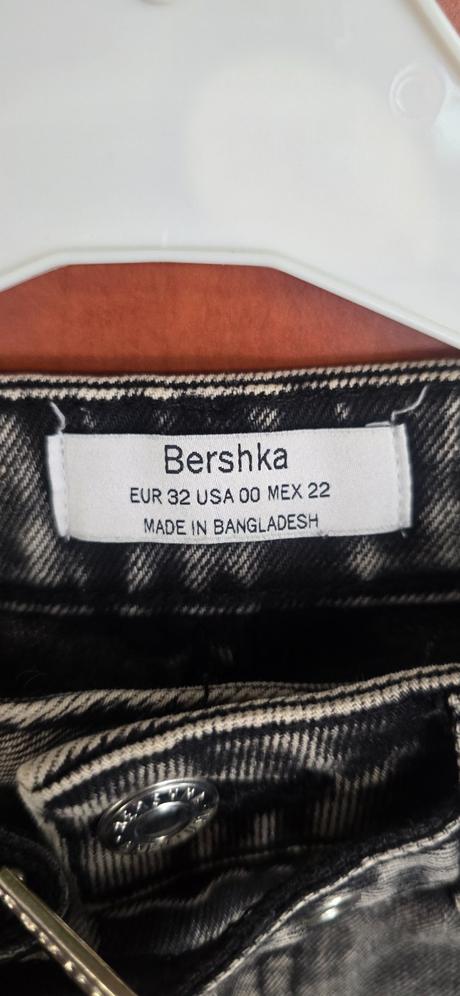 Bershka
EUR 32 USA 00 MEX 22
MADE IN BANGLADESH